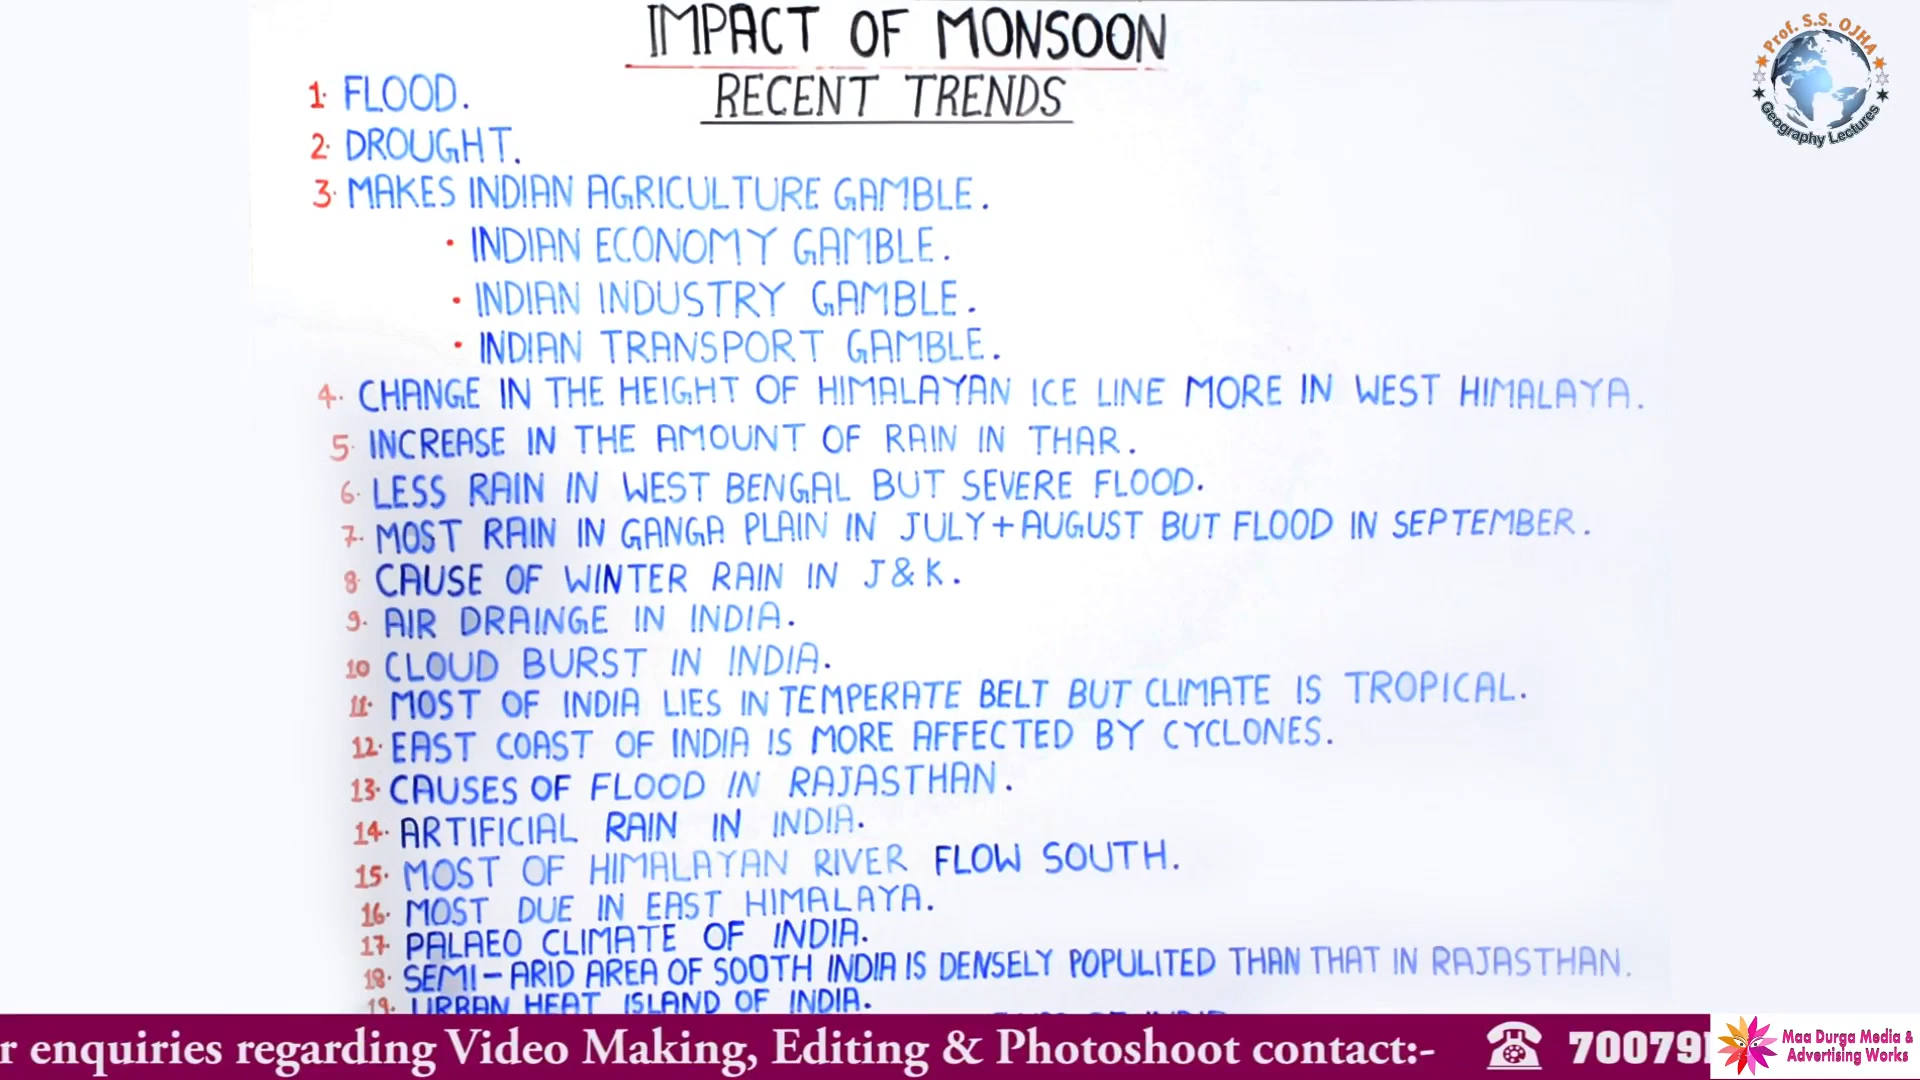 IMPACT OF MONSOON
RECENT TRENDS
1. FLOOD.
2. DROUGHT.
3. MAKES INDIAN AGRICULTURE GAMBLE.
• INDIAN ECONOMY GAMBLE.
• INDIAN INDUSTRY GAMBLE.
• INDIAN TRANSPORT GAMBLE.
4. CHANGE IN THE HEIGHT OF HIMALAYAN ICE LINE MORE IN WEST HIMALAYA.
5. INCREASE IN THE AMOUNT OF RAIN IN THAR.
6. LESS RAIN IN WEST BENGAL BUT SEVERE FLOOD.
7. MOST RAIN IN GANGA PLAIN IN JULY+AUGUST BUT FLOOD IN SEPTEMBER.
8. CAUSE OF WINTER RAIN IN J&K.
9. AIR DRAINGE IN INDIA.
10 CLOUD BURST IN INDIA.
11. MOST OF INDIA LIES IN TEMPERATE BELT BUT CLIMATE IS TROPICAL.
12. EAST COAST OF INDIA IS MORE AFFECTED BY CYCLONES.
13. CAUSES OF FLOOD IN RAJASTHAN.
14. ARTIFICIAL RAIN IN INDIA.
15. MOST OF HIMALAYAN RIVER FLOW SOUTH.
16. MOST DUE IN EAST HIMALAYA.
17. PALAEO CLIMATE OF INDIA.
18. SEMI-ARID AREA OF SOOTH INDIA IS DENSELY POPULITED THAN THAT IN RAJASTHAN.
19. URBAN HEAT ISLAND OF INDIA.
Prof. S.S. OJHA
Geography Lectures
r enquiries regarding Video Making, Editing & Photoshoot contact:- 70079
Maa Durga Media &
Advertising Works